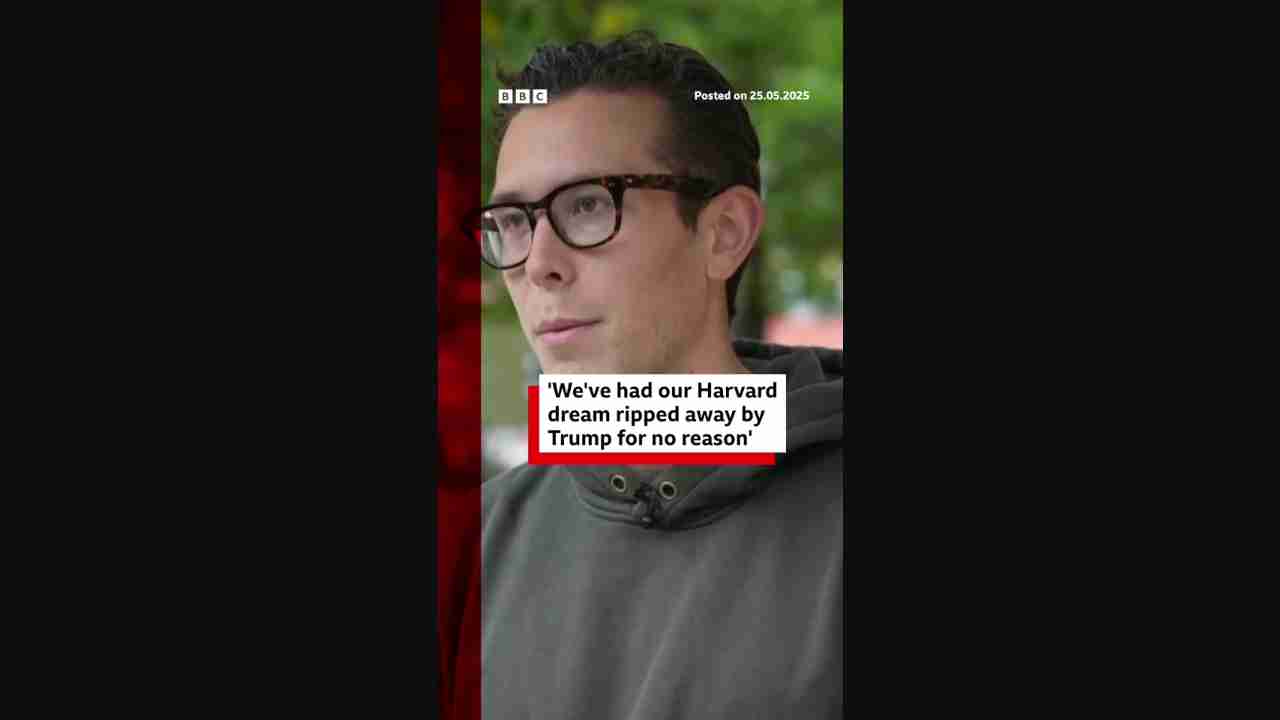 BBC
Posted on 25.05.2025
'We've had our Harvard
dream ripped away by
Trump for no reason'